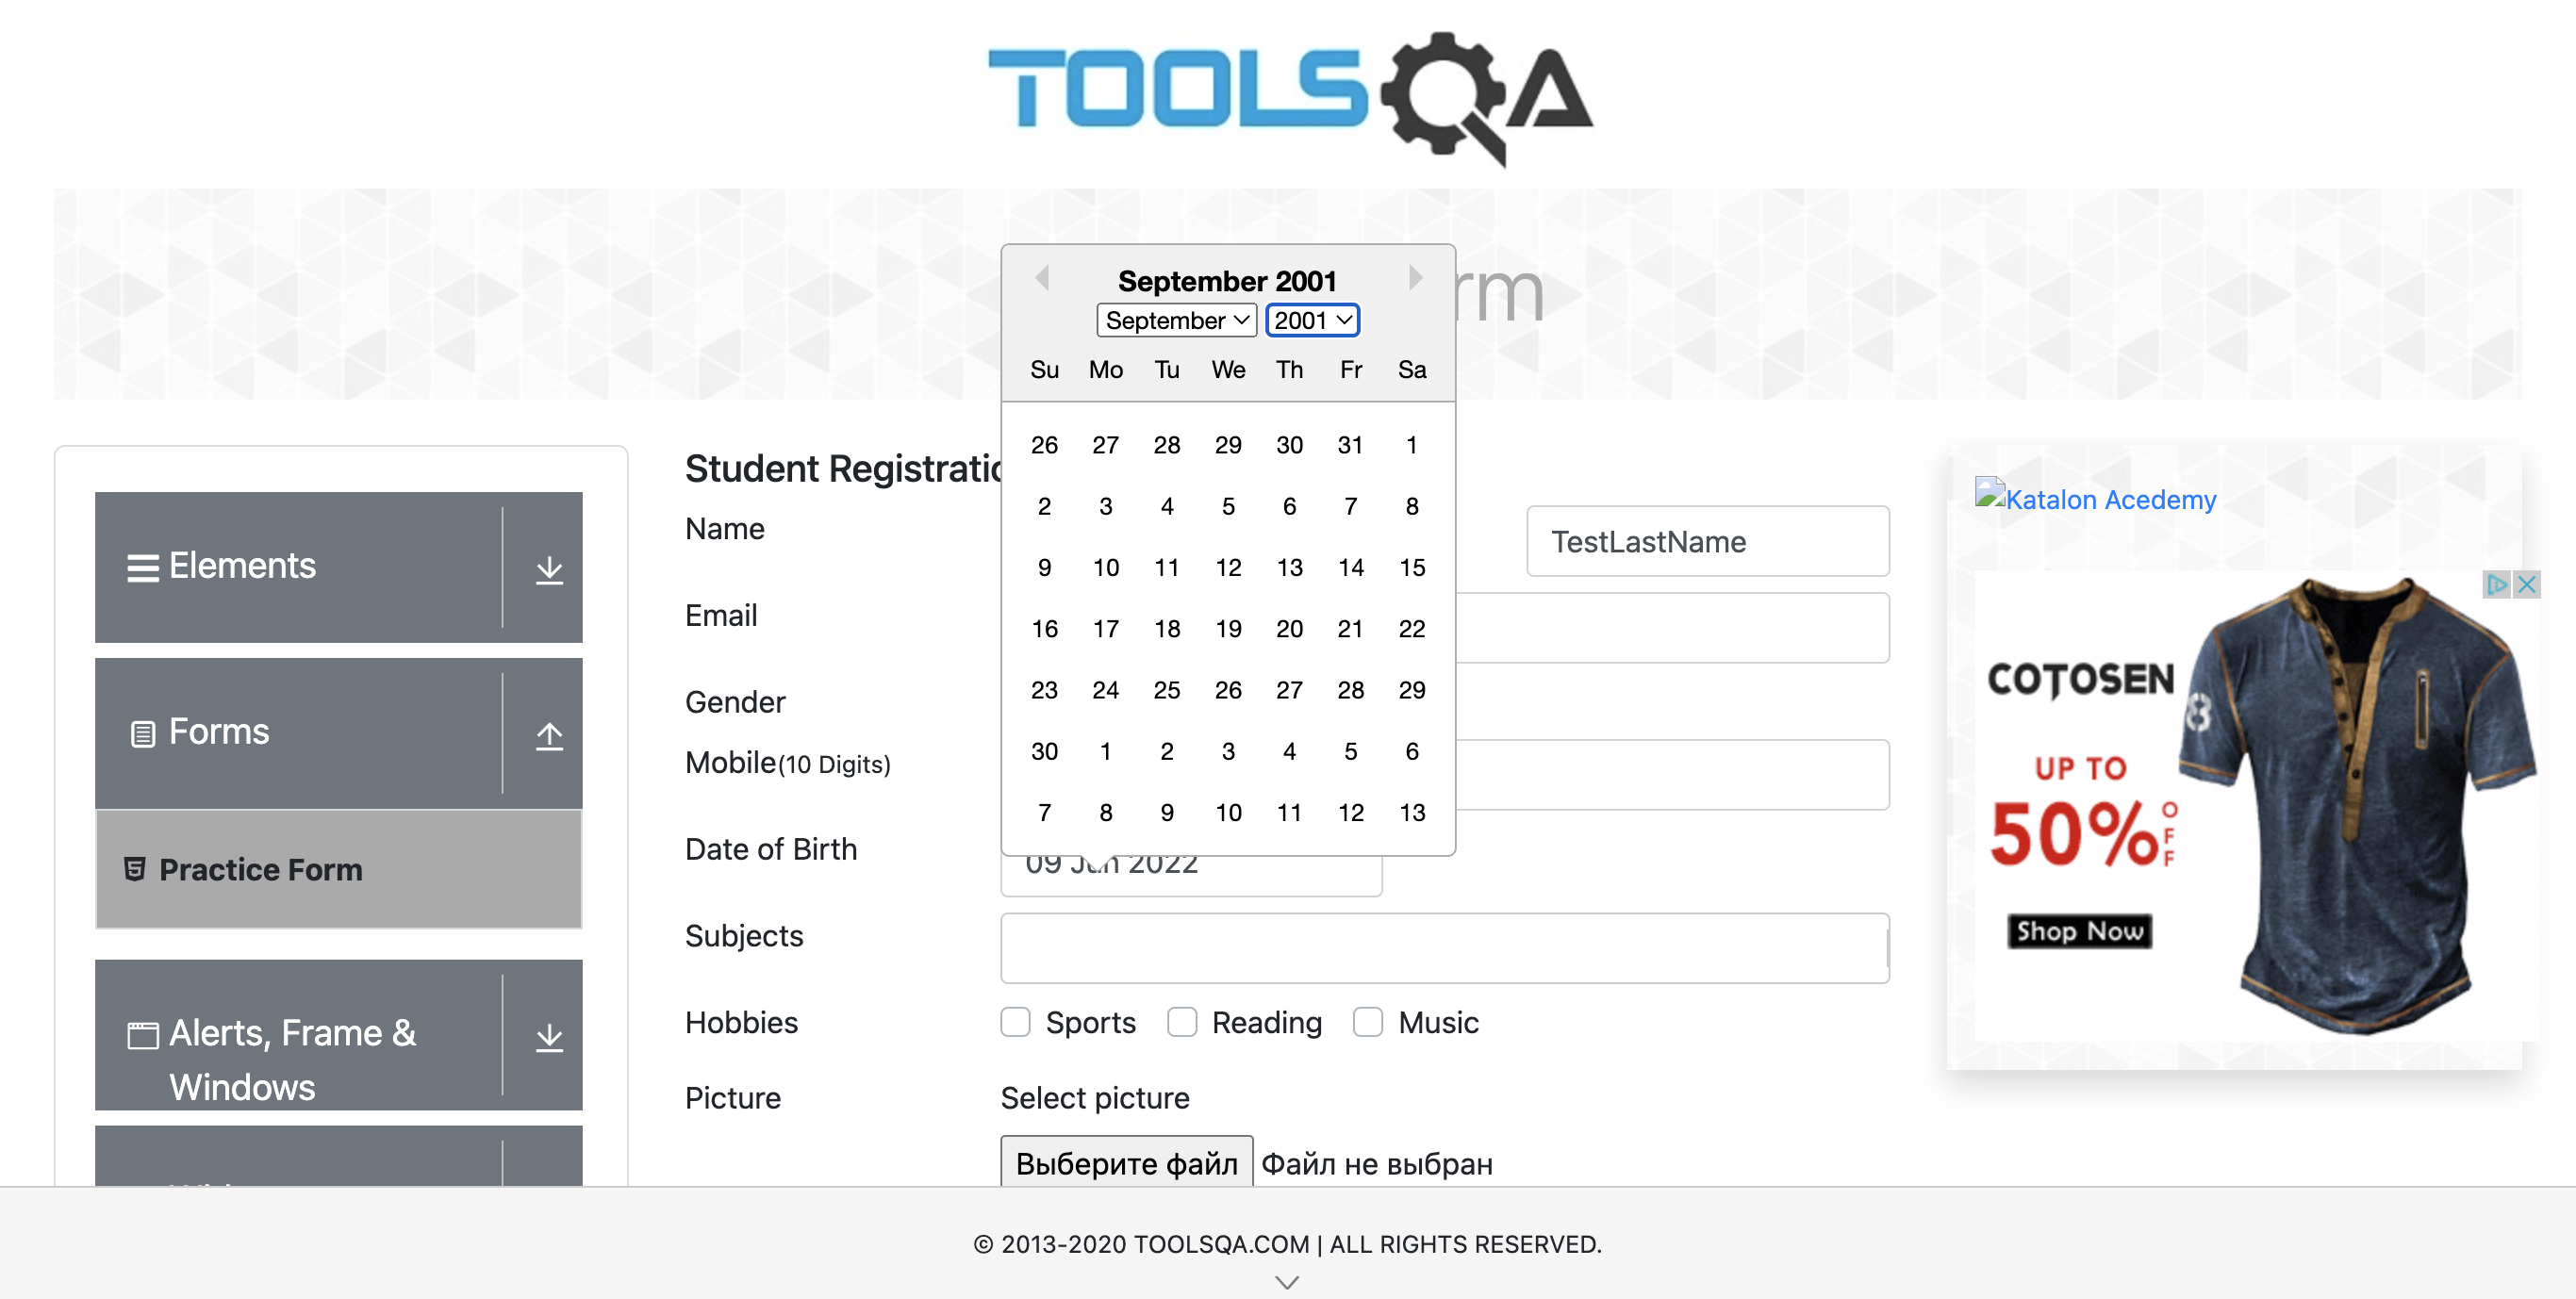 TOOLSQA
rm
September 2001
September 2001
Su Mo Tu We Th Fr Sa
26 27 28 29 30 31 1
2 3 4 5 6 7 8
9 10 11 12 13 14 15
16 17 18 19 20 21 22
23 24 25 26 27 28 29
30 1 2 3 4 5 6
7 8 9 10 11 12 13
Elements
Forms
Practice Form
Alerts, Frame &
Windows
Student Registratio
Name
TestLastName
Email
Gender
Mobile(10 Digits)
Date of Birth
09 Jun 2022
Subjects
Hobbies
Sports Reading Music
Picture
Select picture
Выберите файл Файл не выбран
Katalon Acedemy
COTOSEN
UP TO
50% OFF
Shop Now
8
© 2013-2020 TOOLSQA.COM | ALL RIGHTS RESERVED.